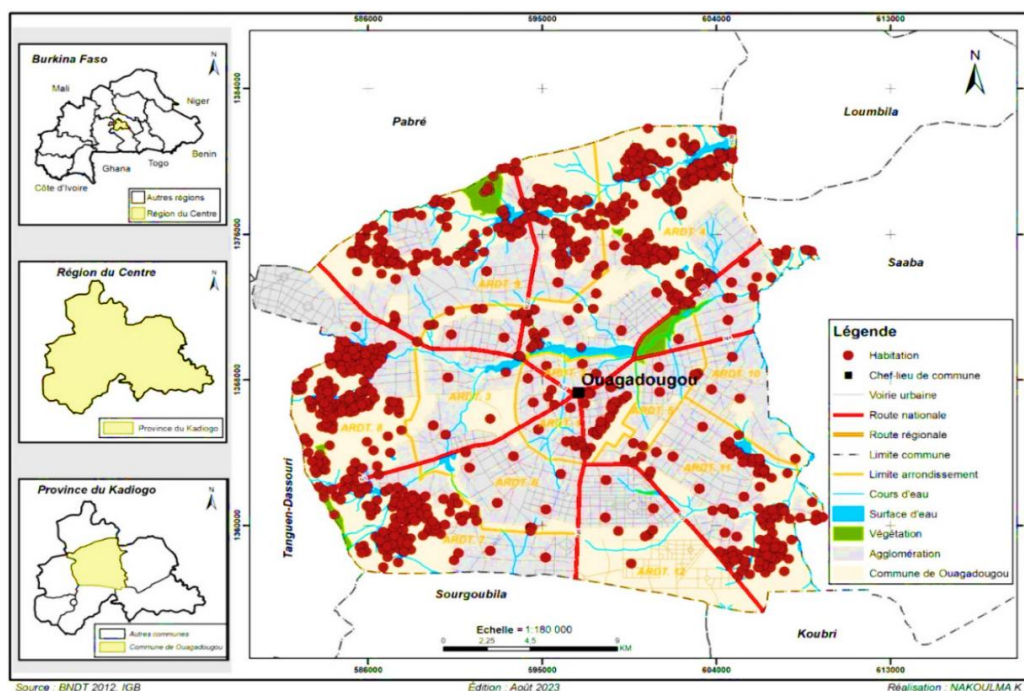 586000
595000
604000
613000
Burkina Faso
N
Mali
Niger
Benin
Togo
Ghana
Côte d'Ivoire
Autres régions
Région du Centre
Région du Centre
N
Province du Kadiogo
Province du Kadiogo
N
Autres communes
Commune de Ouagadougou
1384000
1376000
1368000
1360000
N
Pabré
Loumbila
Saaba
Koubri
Sourgoubila
Tanguen-Dassouri
ARDT. 4
ARDT. 9
ARDT. 10
ARDT. 3
Ouagadougou
ARDT. 5
ARDT. 8
ARDT. 11
ARDT. 6
ARDT. 7
ARDT. 12
Légende
Habitation
Chef-lieu de commune
Voirie urbaine
Route nationale
Route régionale
Limite commune
Limite arrondissement
Cours d'eau
Surface d'eau
Végètation
Agglomération
Commune de Ouagadougou
Echelle = 1:180 000
0 2.25 4.5 9
KM
586000
595000
604000
613000
Source : BNDT 2012, IGB
Édition : Août 2023
Réalisation : NAKOULMA K